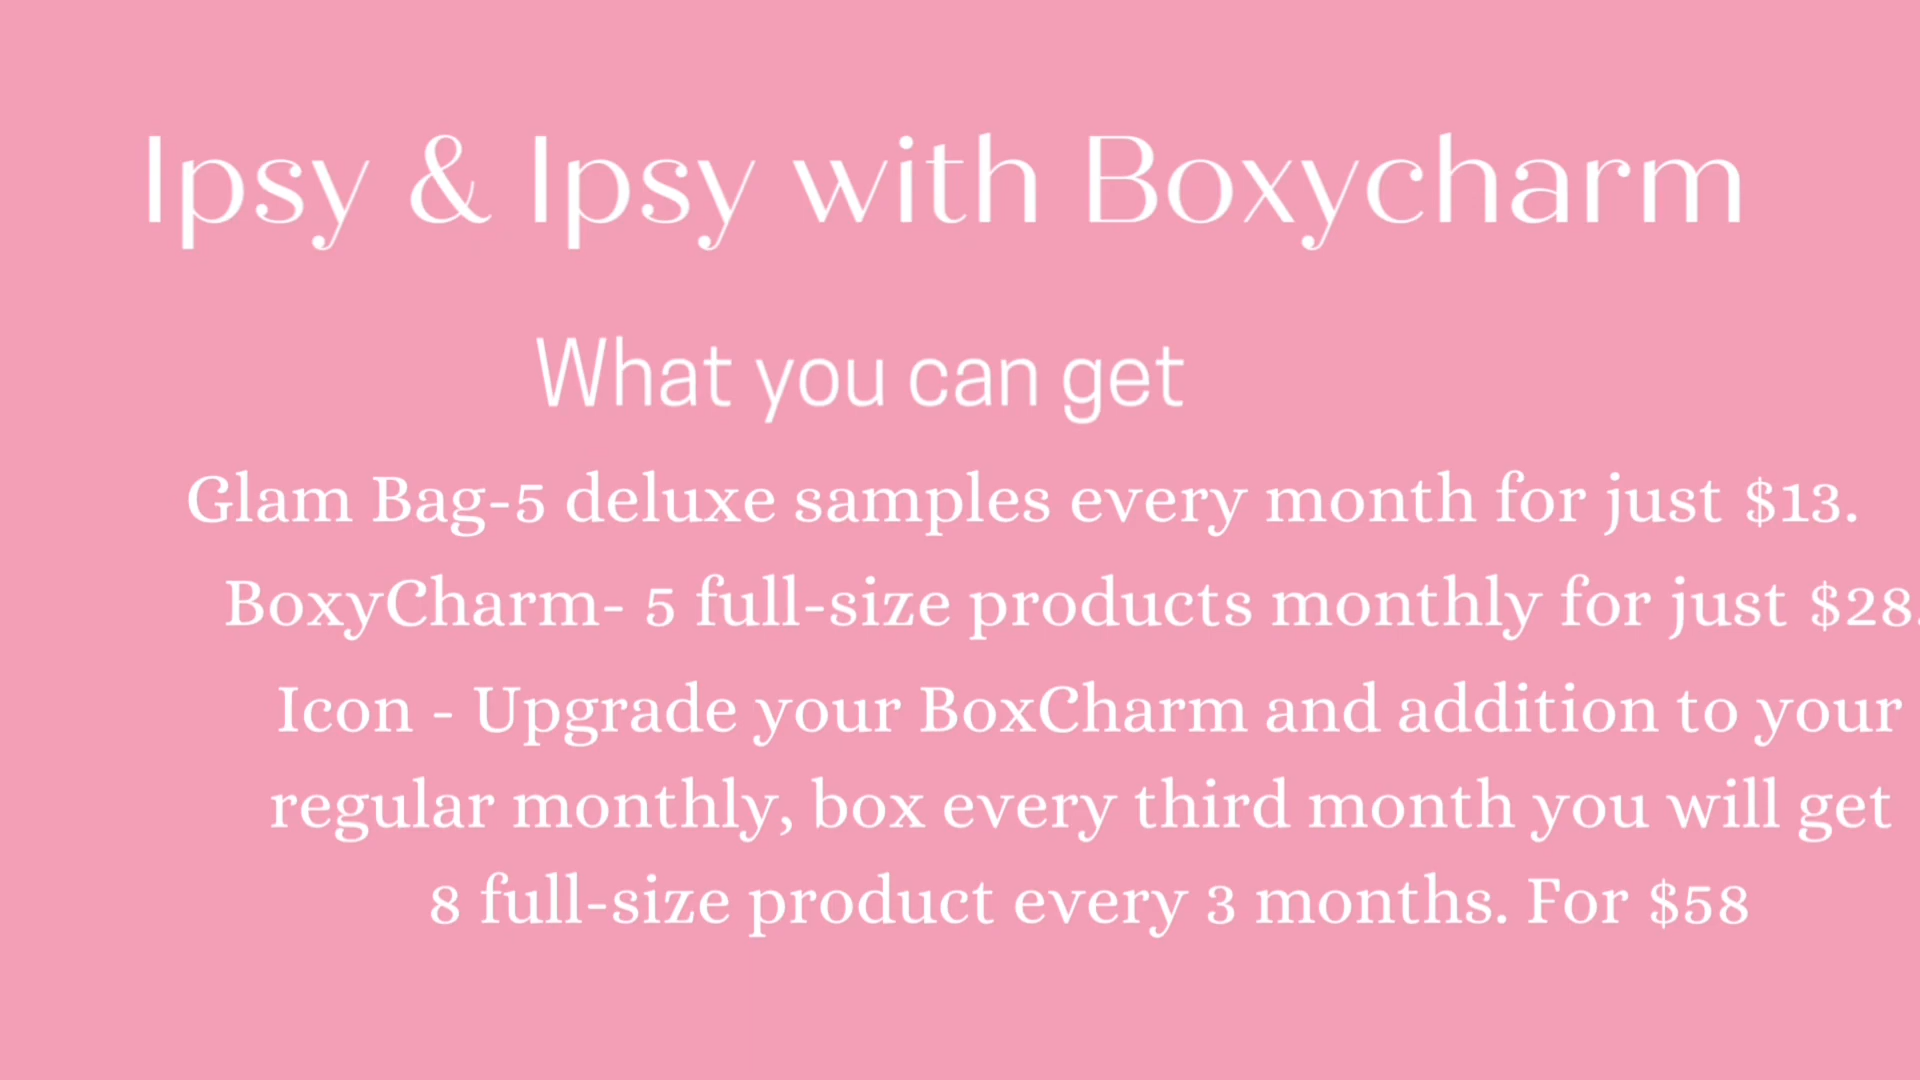 Ipsy & Ipsy with Boxycharm
What you can get
Glam Bag-5 deluxe samples every month for just $13.
BoxyCharm- 5 full-size products monthly for just $28.
Icon - Upgrade your BoxCharm and addition to your
regular monthly, box every third month you will get
8 full-size product every 3 months. For $58